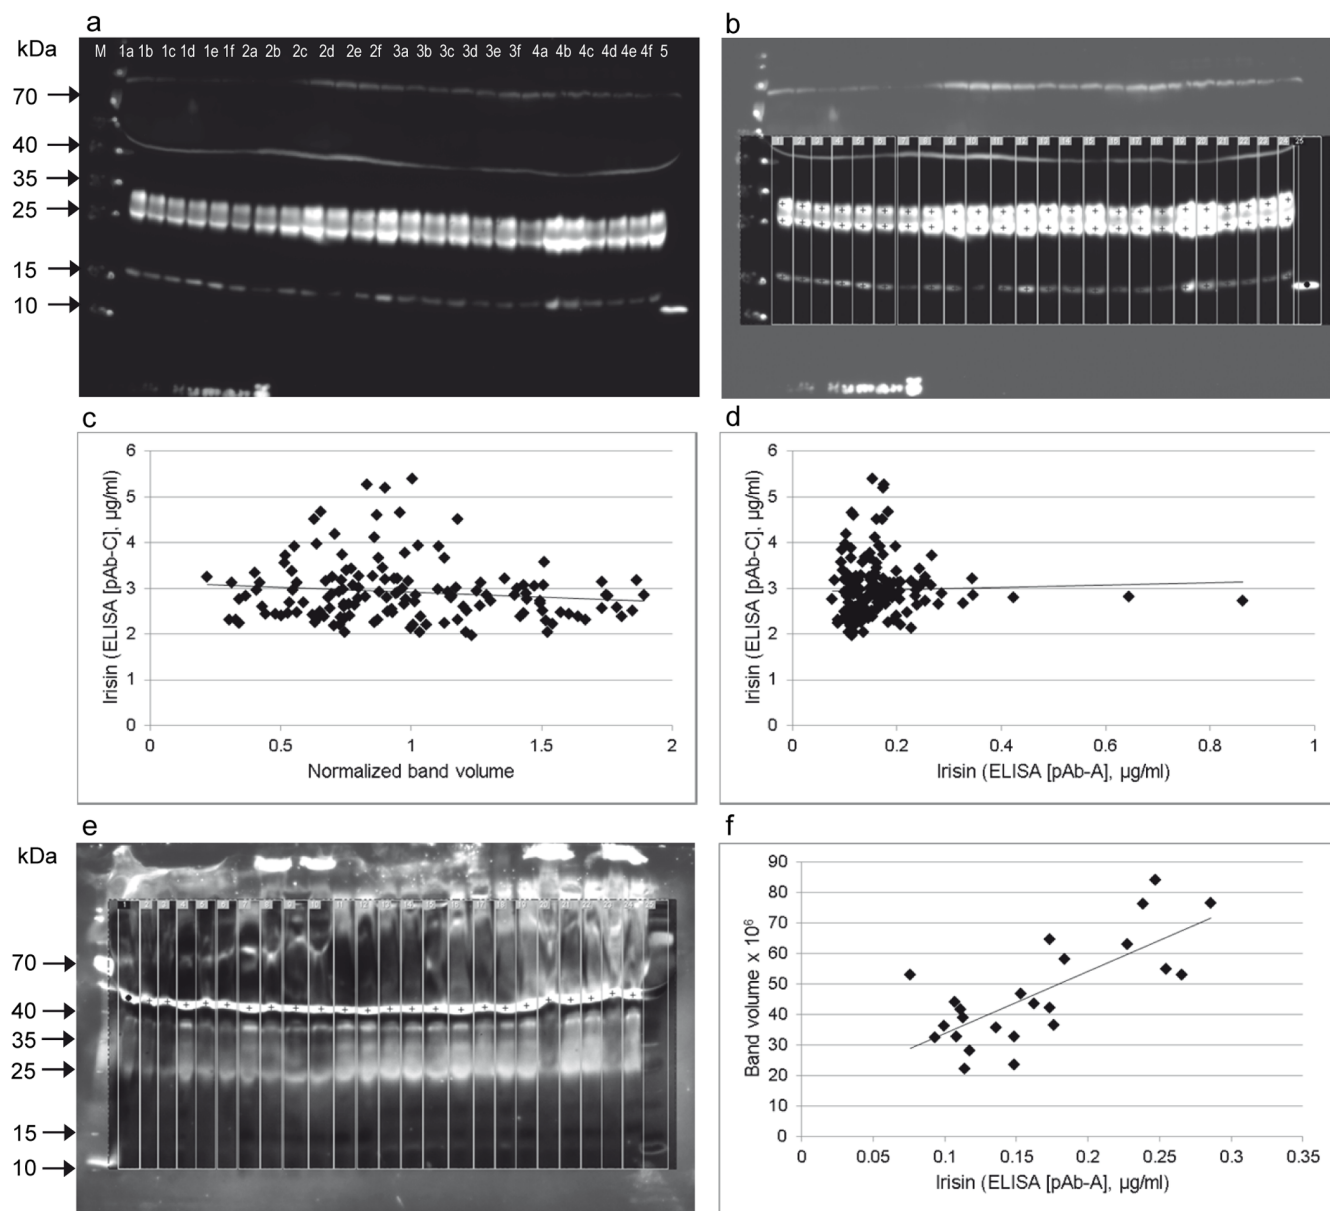 a
kDa
M 1a 1b 1c 1d 1e 1f 2a 2b 2c 2d 2e 2f 3a 3b 3c 3d 3e 3f 4a 4b 4c 4d 4e 4f 5
70
40
35
25
15
10
b
c
Irisin (ELISA [pAb-C], µg/ml)
6
5
4
3
2
1
0
0 0.5 1 1.5 2
Normalized band volume
d
Irisin (ELISA [pAb-C], µg/ml)
6
5
4
3
2
1
0
0 0.2 0.4 0.6 0.8 1
Irisin (ELISA [pAb-A], µg/ml)
e
kDa
70
40
35
25
15
10
f
Band volume x 10⁶
90
80
70
60
50
40
30
20
10
0
0 0.05 0.1 0.15 0.2 0.25 0.3 0.35
Irisin (ELISA [pAb-A], µg/ml)